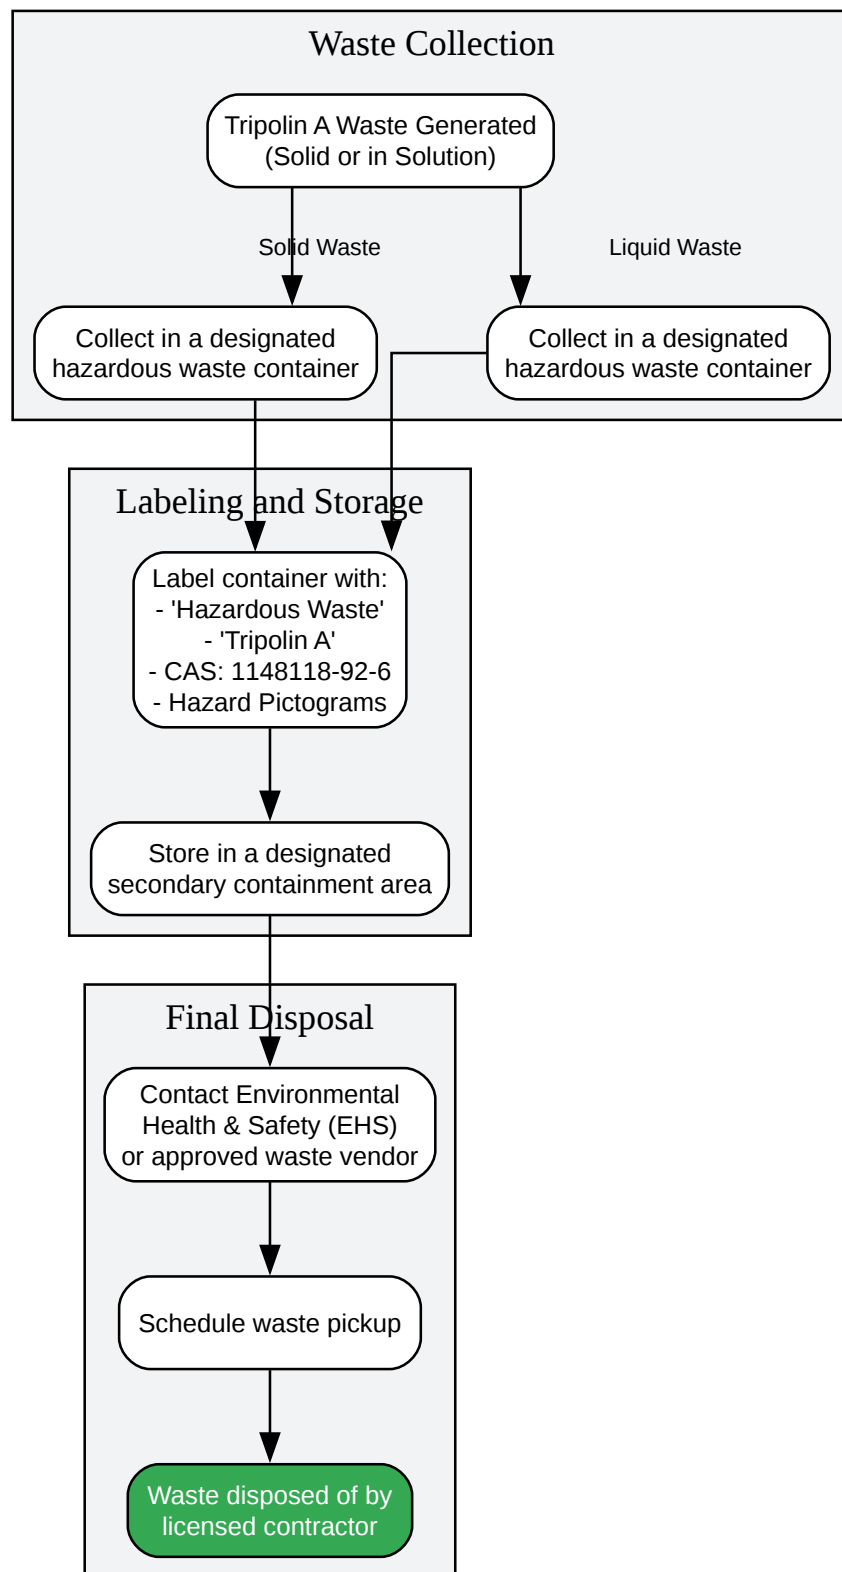 Waste Collection
Tripolin A Waste Generated
(Solid or in Solution)
Solid Waste
Liquid Waste
Collect in a designated
hazardous waste container
Collect in a designated
hazardous waste container
Labeling and Storage
Label container with:
- 'Hazardous Waste'
- 'Tripolin A'
- CAS: 1148118-92-6
- Hazard Pictograms
Store in a designated
secondary containment area
Final Disposal
Contact Environmental
Health & Safety (EHS)
or approved waste vendor
Schedule waste pickup
Waste disposed of by
licensed contractor